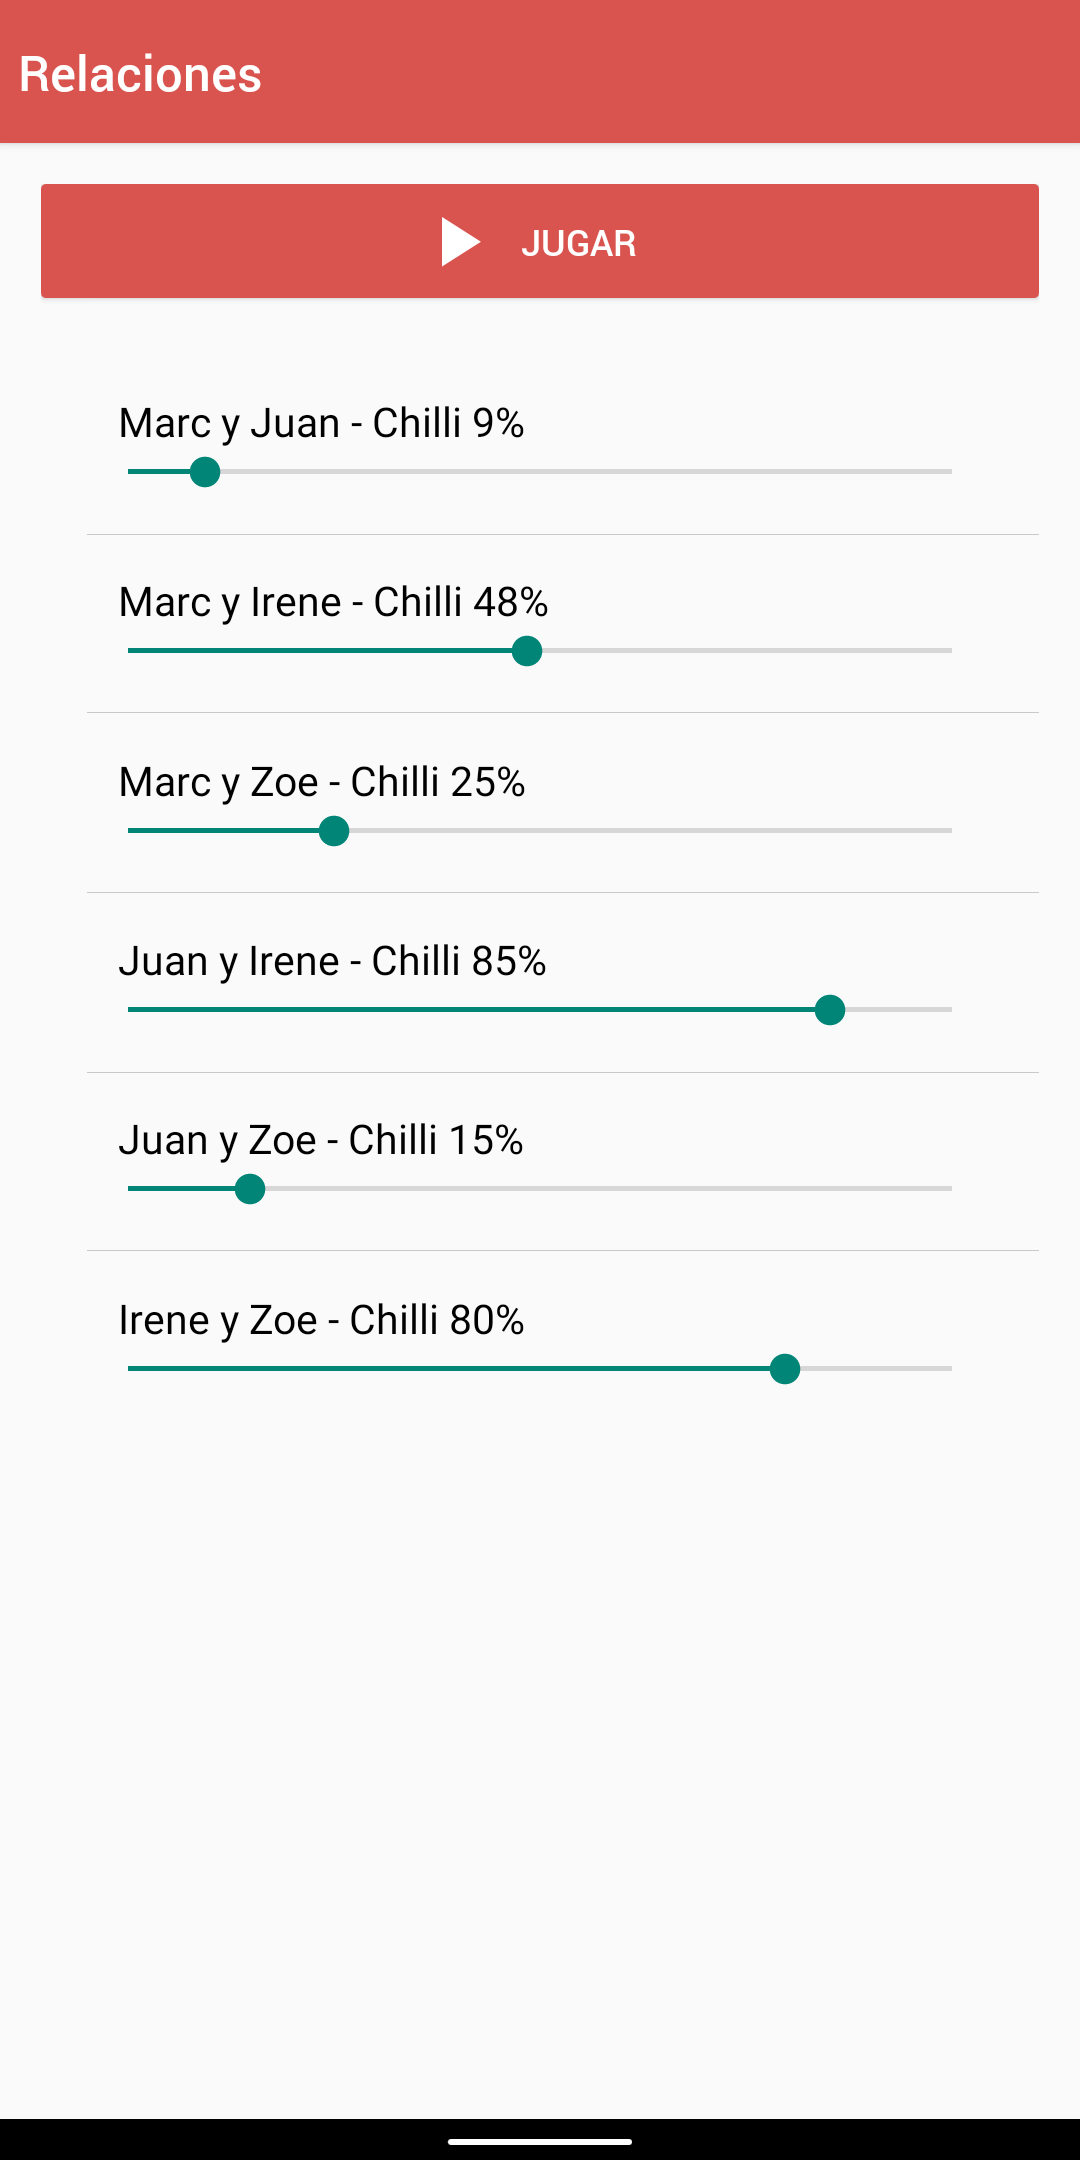 Relaciones
JUGAR
Marc y Juan - Chilli 9%
Marc y Irene - Chilli 48%
Marc y Zoe - Chilli 25%
Juan y Irene - Chilli 85%
Juan y Zoe - Chilli 15%
Irene y Zoe - Chilli 80%